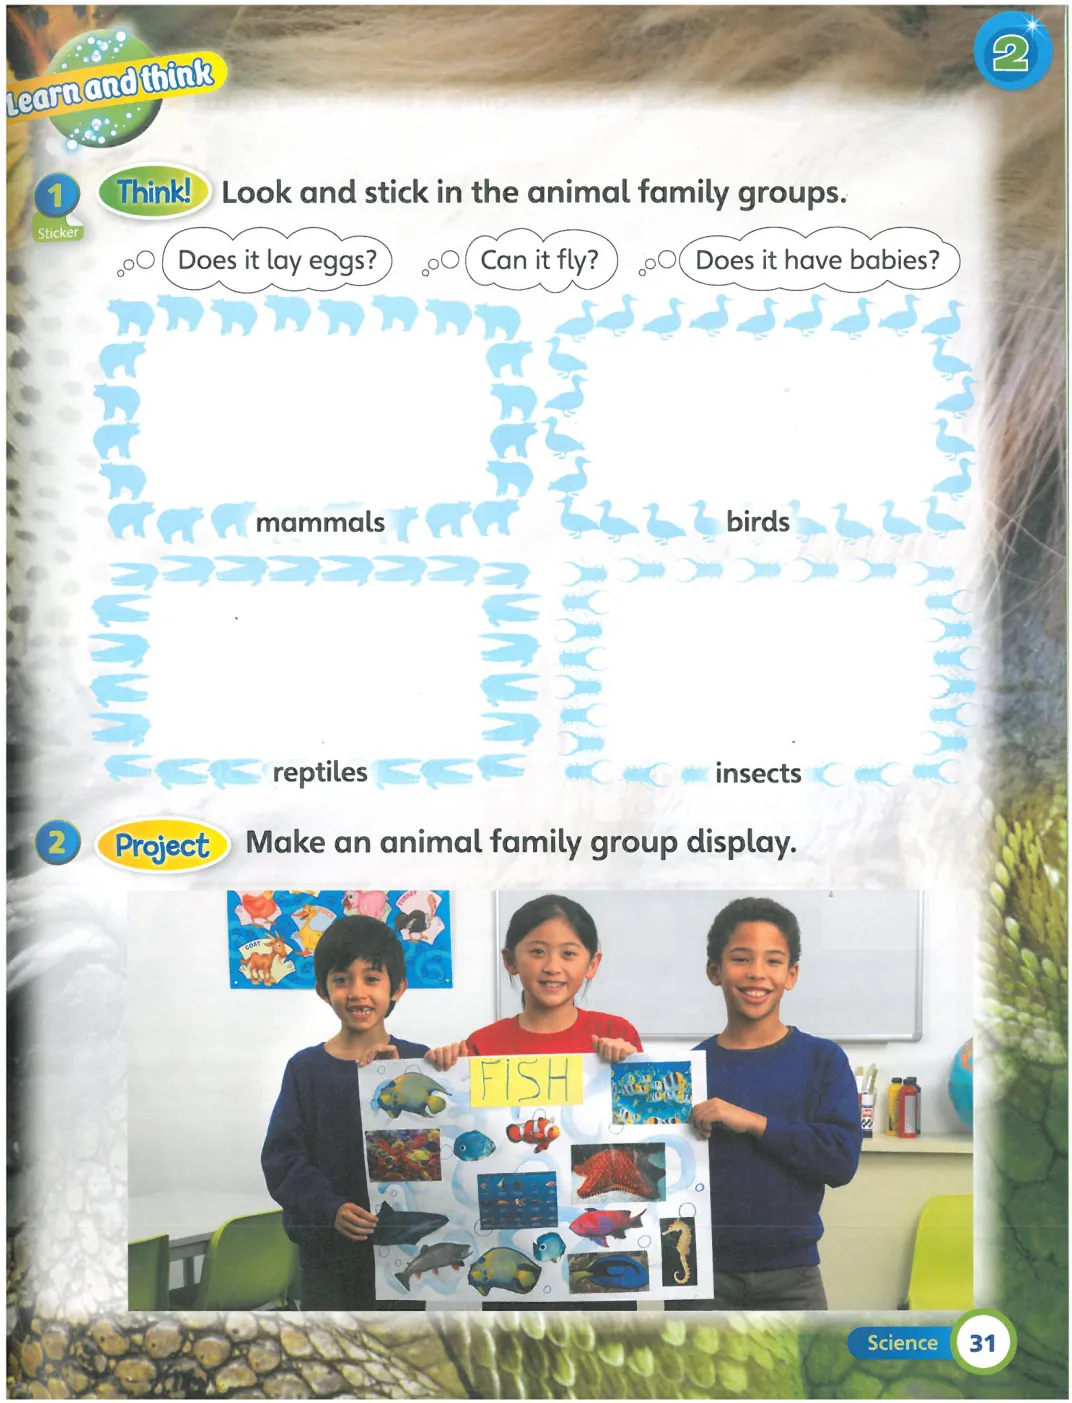 2
Learn and think
1 Think! Look and stick in the animal family groups.
Sticker
Does it lay eggs? Can it fly? Does it have babies?
mammals birds
reptiles insects
2 Project Make an animal family group display.
TURKEY
GOAT
FISH
Science 31